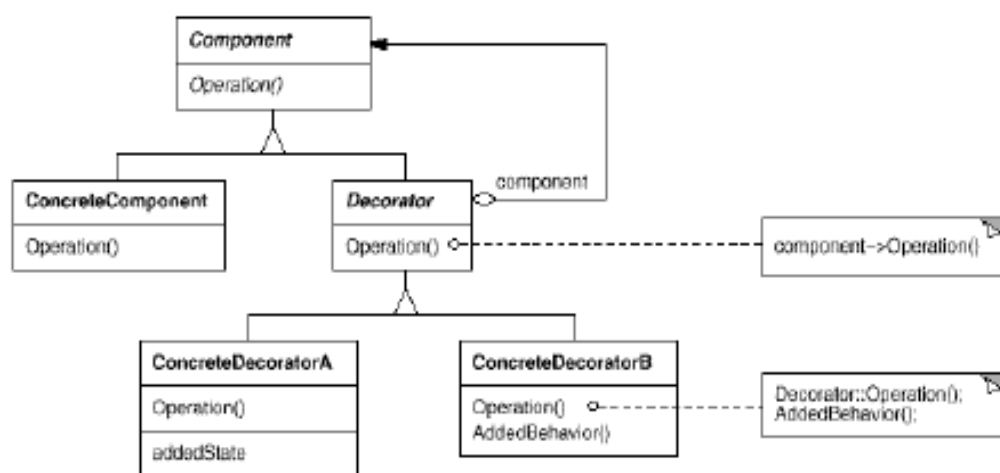 Component
Operation()
component
ConcreteComponent
Operation()
Decorator
Operation()
component->Operation()
ConcreteDecoratorA
Operation()
addedState
ConcreteDecoratorB
Operation()
AddedBehavior()
Decorator::Operation();
AddedBehavior();